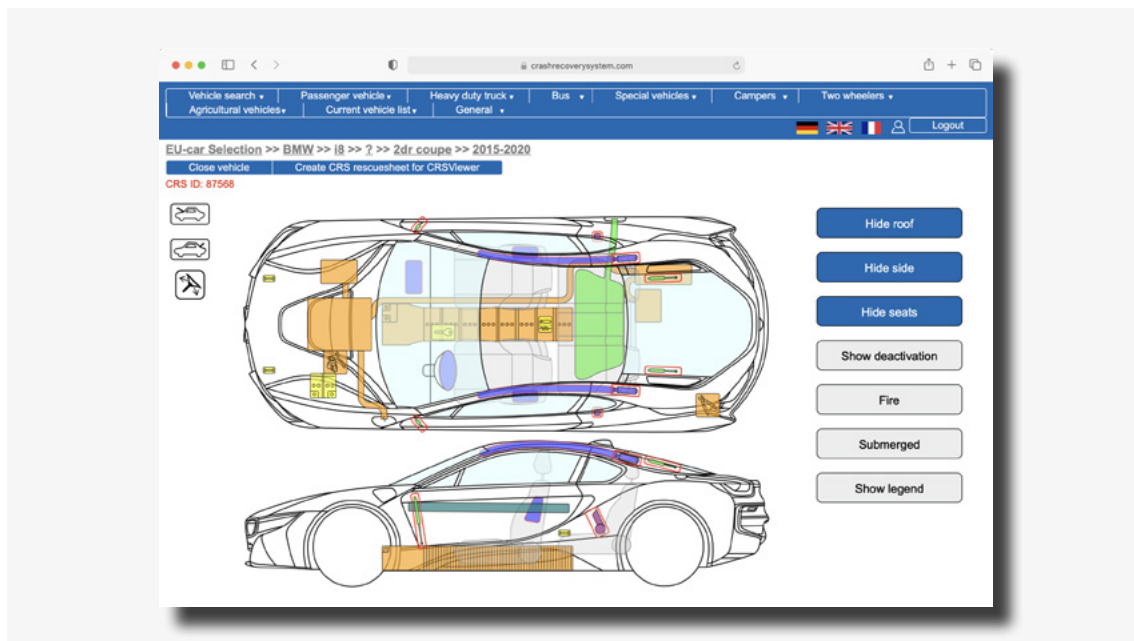 crashrecoverysystem.com
Vehicle search Passenger vehicle Heavy duty truck Bus Special vehicles Campers Two wheelers
Agricultural vehicles Current vehicle list General
Logout
EU-car Selection >> BMW >> i8 >> ? >> 2dr coupe >> 2015-2020
Close vehicle Create CRS rescuesheet for CRSViewer
CRS ID: 87568
Hide roof
Hide side
Hide seats
Show deactivation
Fire
Submerged
Show legend